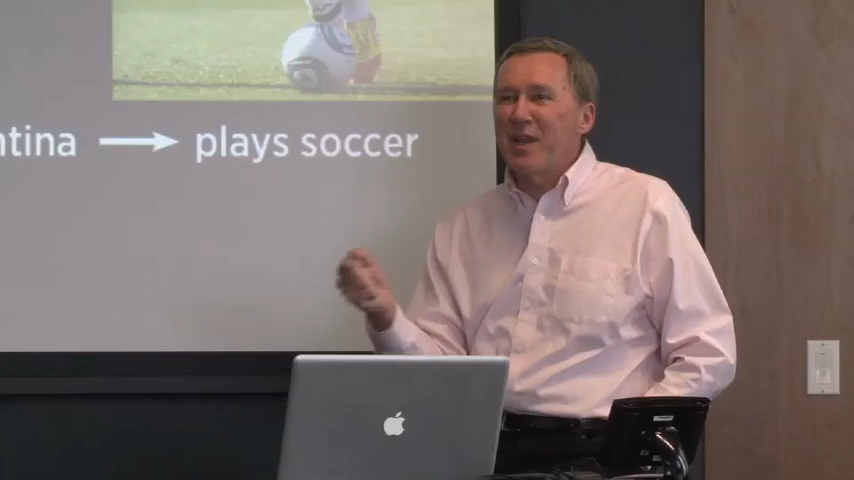 ntina → plays soccer